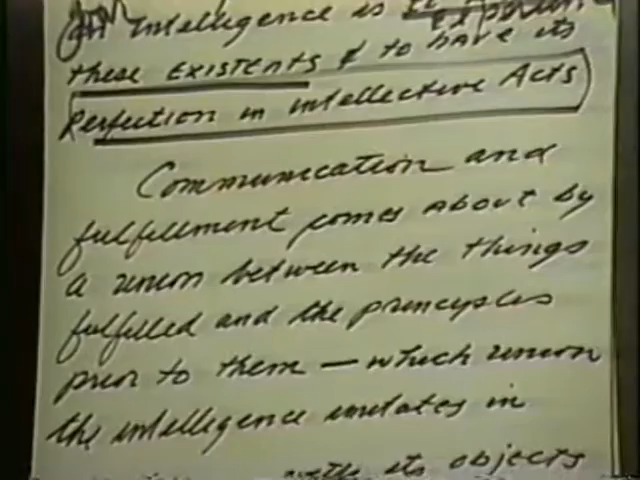 Intelligence is
these EXISTENTS & to have its
Perfection in intellective Acts
Communication and
fulfillment comes about by
a union between the things
fulfilled and the principles
prior to them — which union
the intelligence imitates in
with its objects